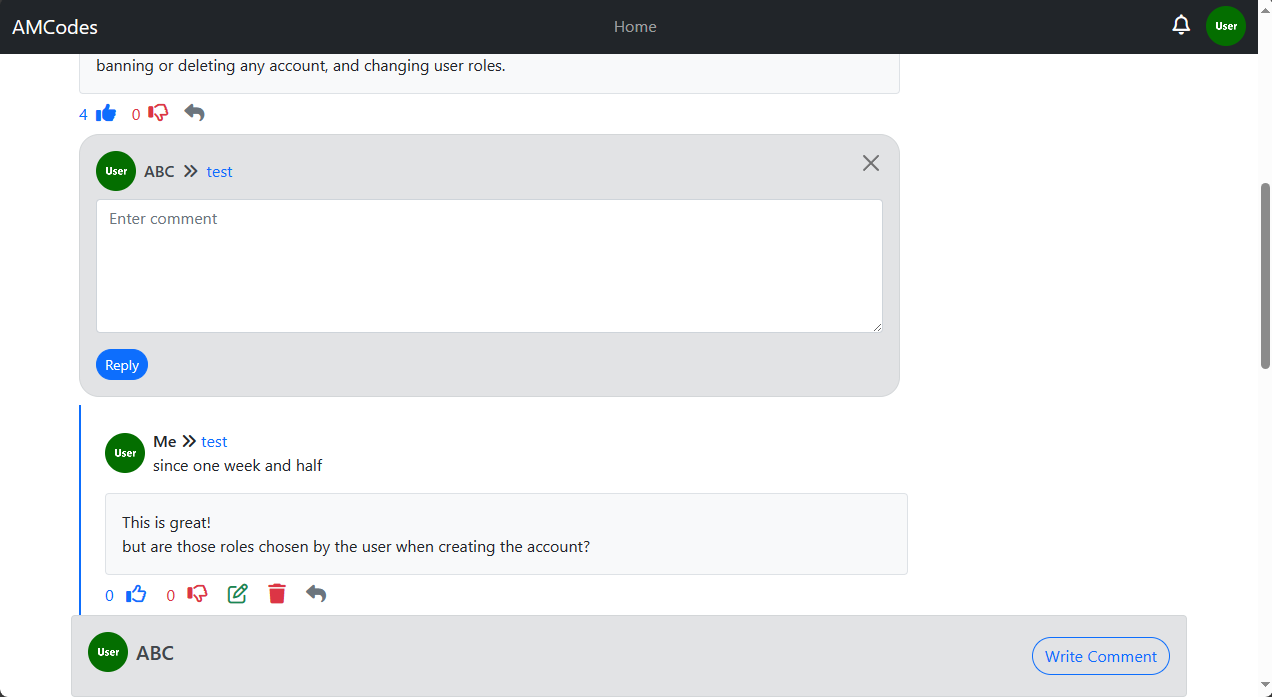 AMCodes
Home
User
banning or deleting any account, and changing user roles.
4 0
User ABC test
Enter comment
Reply
User Me test
since one week and half
This is great!
but are those roles chosen by the user when creating the account?
0 0
User ABC
Write Comment